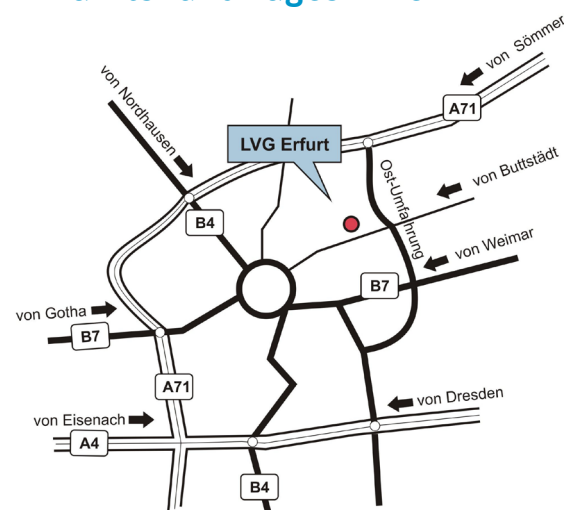 von Sömmer
von Nordhausen
A71
LVG Erfurt
Ost-Umfahrung
von Buttstädt
B4
von Weimar
B7
von Gotha
B7
A71
von Dresden
von Eisenach
A4
B4